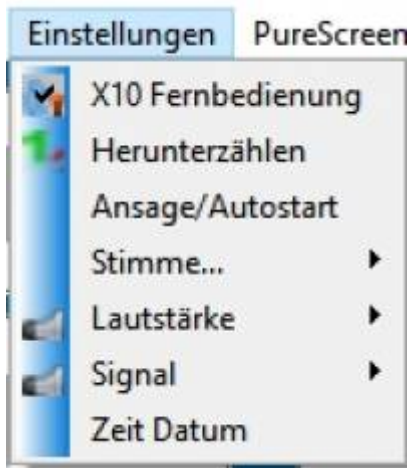 Einstellungen PureScreen
X10 Fernbedienung
Herunterzählen
Ansage/Autostart
Stimme...
Lautstärke
Signal
Zeit Datum